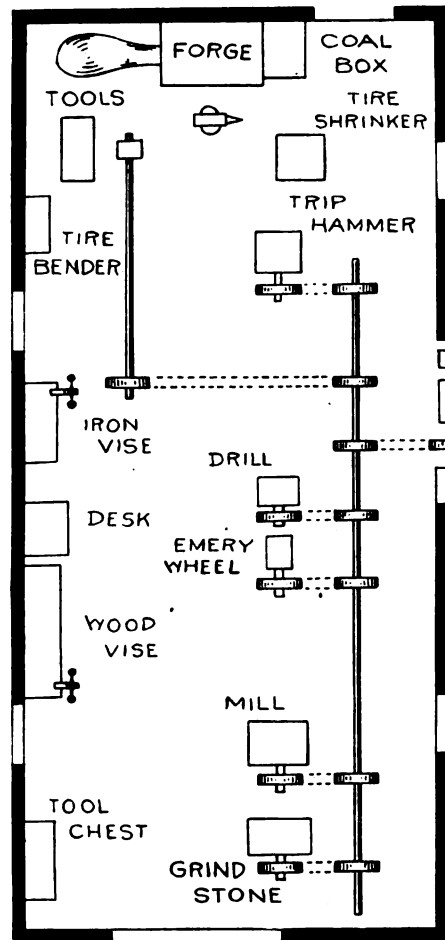 FORGE
COAL
BOX
TOOLS
TIRE
SHRINKER
TRIP
HAMMER
TIRE
BENDER
IRON
VISE
DRILL
DESK
EMERY
WHEEL
WOOD
VISE
MILL
TOOL
CHEST
GRIND
STONE